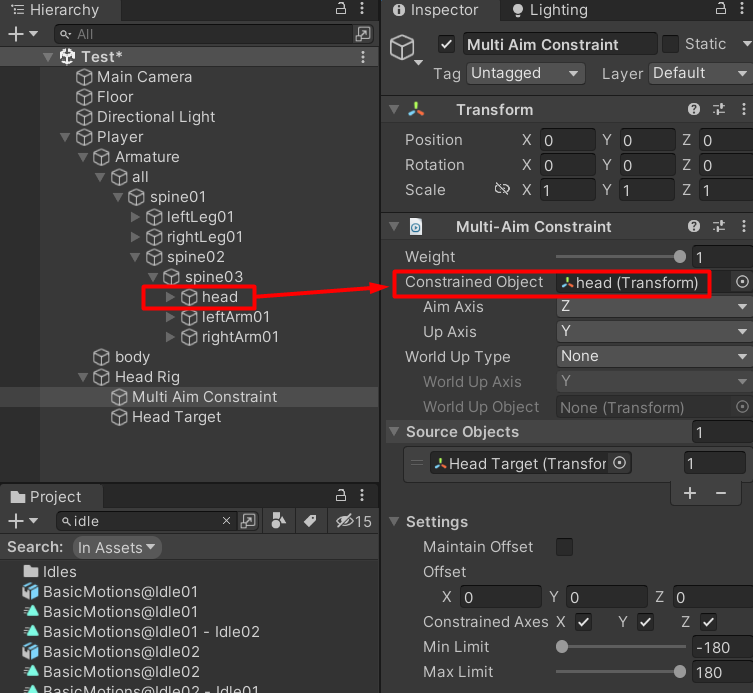 Hierarchy
All
Test*
Main Camera
Floor
Directional Light
Player
Armature
all
spine01
leftLeg01
rightLeg01
spine02
spine03
head
leftArm01
rightArm01
body
Head Rig
Multi Aim Constraint
Head Target
Project
idle
15
Search: In Assets
Idles
BasicMotions@Idle01
BasicMotions@Idle01
BasicMotions@Idle01 - Idle02
BasicMotions@Idle02
BasicMotions@Idle02
BasicMotions@Idle02 - Idle01
Inspector Lighting
Multi Aim Constraint Static
Tag Untagged Layer Default
Transform
Position X 0 Y 0 Z 0
Rotation X 0 Y 0 Z 0
Scale X 1 Y 1 Z 1
Multi-Aim Constraint
Weight 1
Constrained Object head (Transform)
Aim Axis Z
Up Axis Y
World Up Type None
World Up Axis Y
World Up Object None (Transform)
Source Objects 1
Head Target (Transfor 1
+ −
Settings
Maintain Offset
Offset
X 0 Y 0 Z 0
Constrained Axes X Y Z
Min Limit -180
Max Limit 180